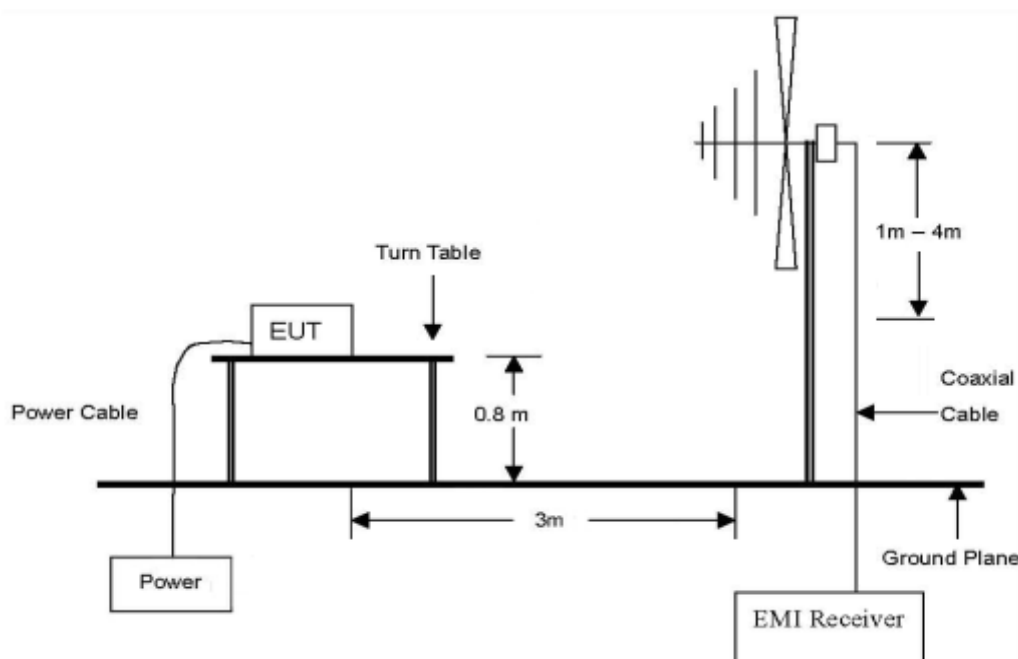 1m – 4m
Turn Table
EUT
Coaxial
Cable
0.8 m
Power Cable
3m
Ground Plane
Power
EMI Receiver